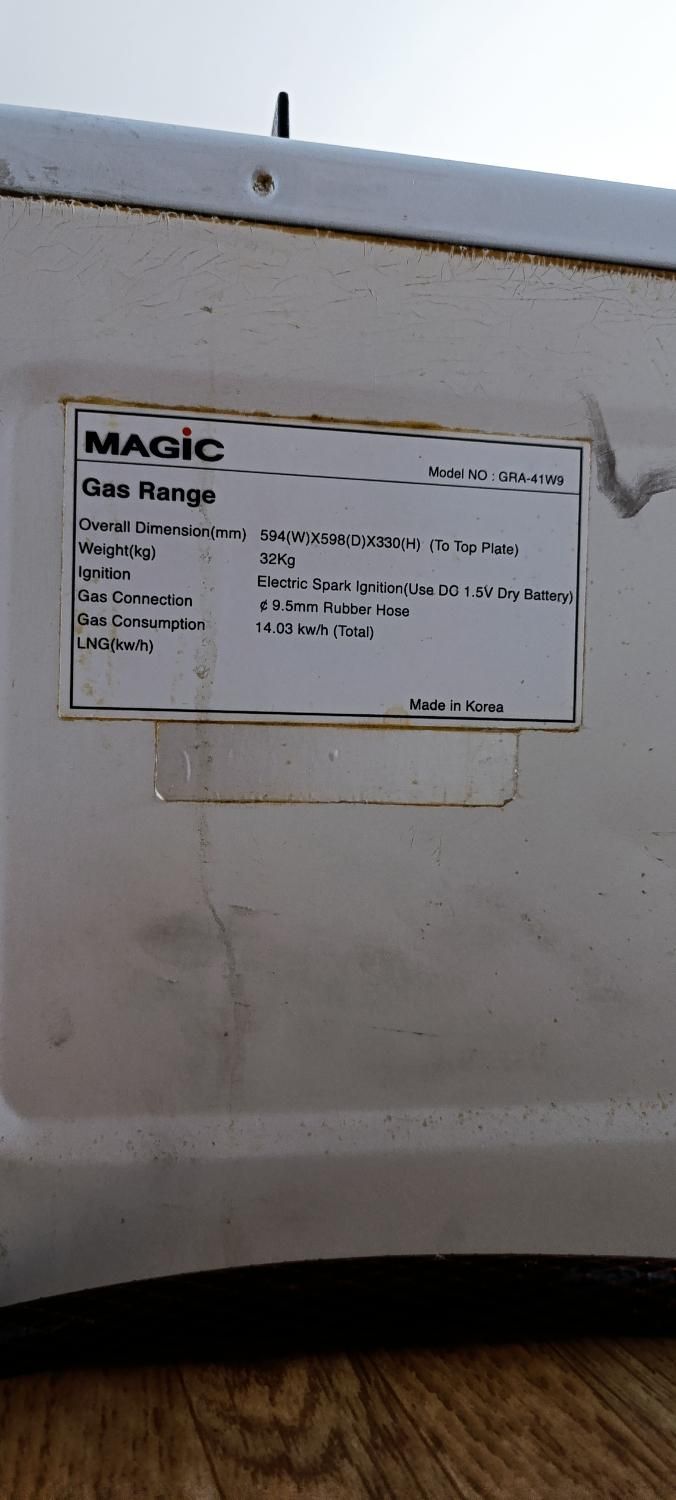 MAGiC
Model NO : GRA-41W9
Gas Range
Overall Dimension(mm) 594(W)X598(D)X330(H) (To Top Plate)
Weight(kg) 32Kg
Ignition Electric Spark Ignition(Use DC 1.5V Dry Battery)
Gas Connection ¢ 9.5mm Rubber Hose
Gas Consumption 14.03 kw/h (Total)
LNG(kw/h)
Made in Korea